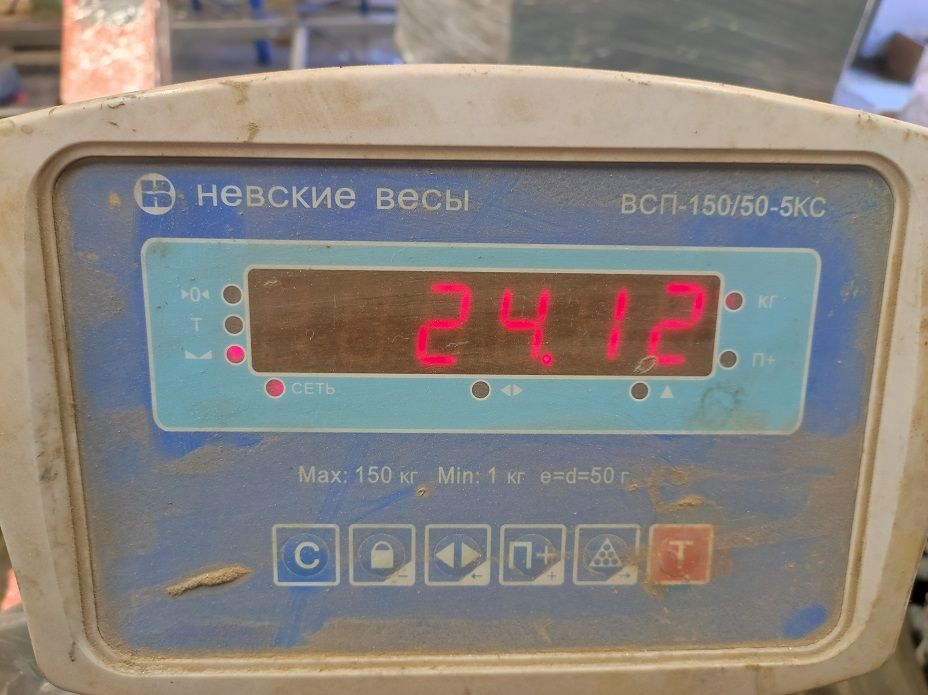 невские весы
ВСП-150/50-5КС
▸0◂
24.12
кг
Т
П+
СЕТЬ
Max: 150 кг Min: 1 кг e=d=50 г
С
П+
Т